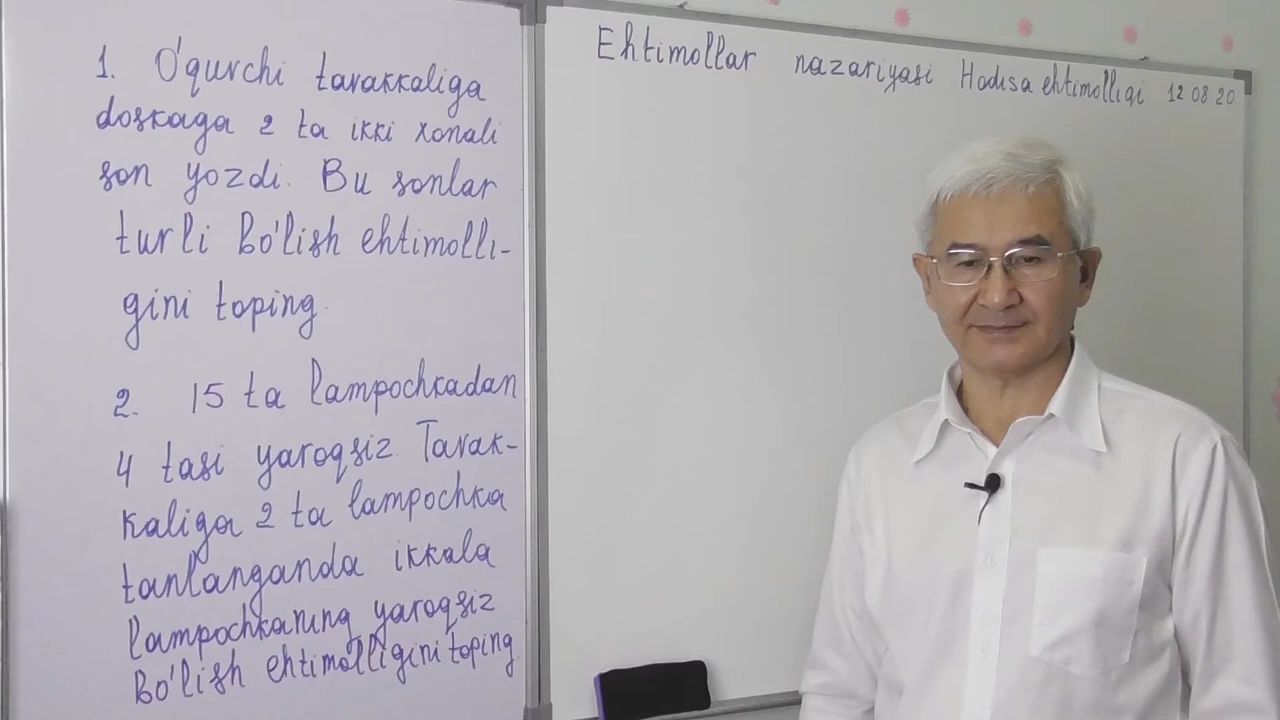 1. O'quvchi tavakkaliga
doskaga 2 ta ikki xonali
son yozdi. Bu sonlar
turli Bo'lish ehtimolli-
gini toping.
2. 15 ta lampochkadan
4 tasi yaroqsiz. Tavak-
kaliga 2 ta lampochka
tanlanganda ikkala
lampochkaning yaroqsiz
Bo'lish ehtimolligini toping
Ehtimollar nazariyasi Hodisa ehtimolligi 12 08 20